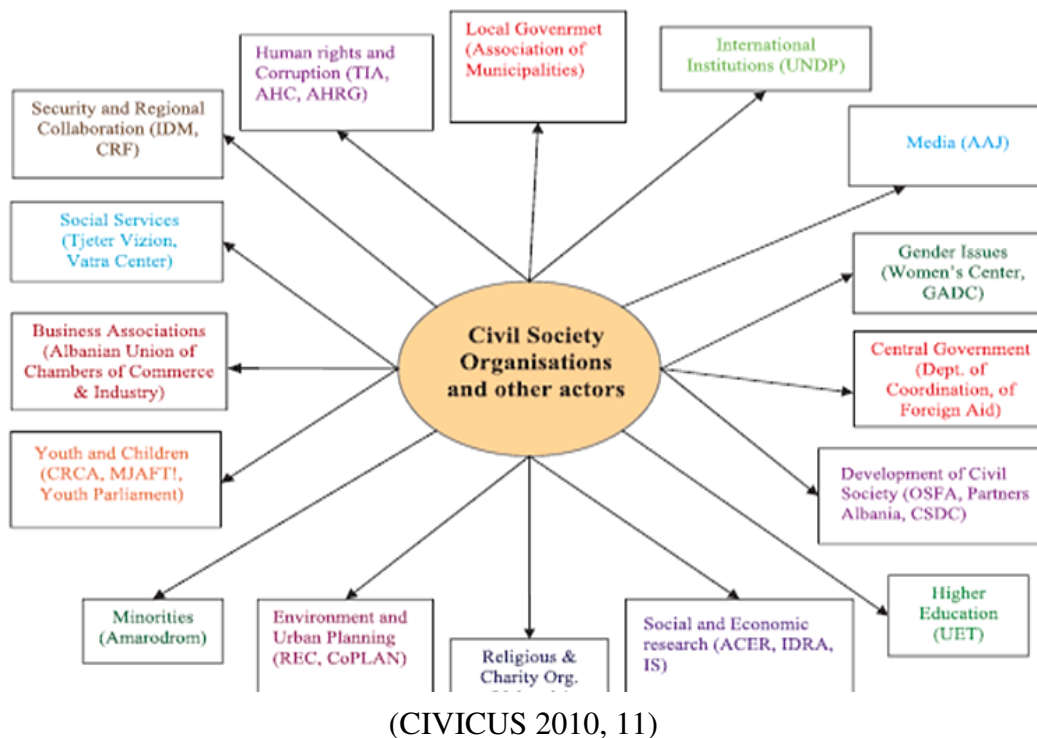 Local Govenrmet
(Association of
Municipalities)
International
Institutions (UNDP)
Human rights and
Corruption (TIA,
AHC, AHRG)
Security and Regional
Collaboration (IDM,
CRF)
Media (AAJ)
Social Services
(Tjeter Vizion,
Vatra Center)
Gender Issues
(Women's Center,
GADC)
Business Associations
(Albanian Union of
Chambers of Commerce
& Industry)
Civil Society
Organisations
and other actors
Central Government
(Dept. of
Coordination, of
Foreign Aid)
Youth and Children
(CRCA, MJAFT!,
Youth Parliament)
Development of Civil
Society (OSFA, Partners
Albania, CSDC)
Minorities
(Amarodrom)
Environment and
Urban Planning
(REC, CoPLAN)
Religious &
Charity Org.
Social and Economic
research (ACER, IDRA,
IS)
Higher
Education
(UET)
(CIVICUS 2010, 11)